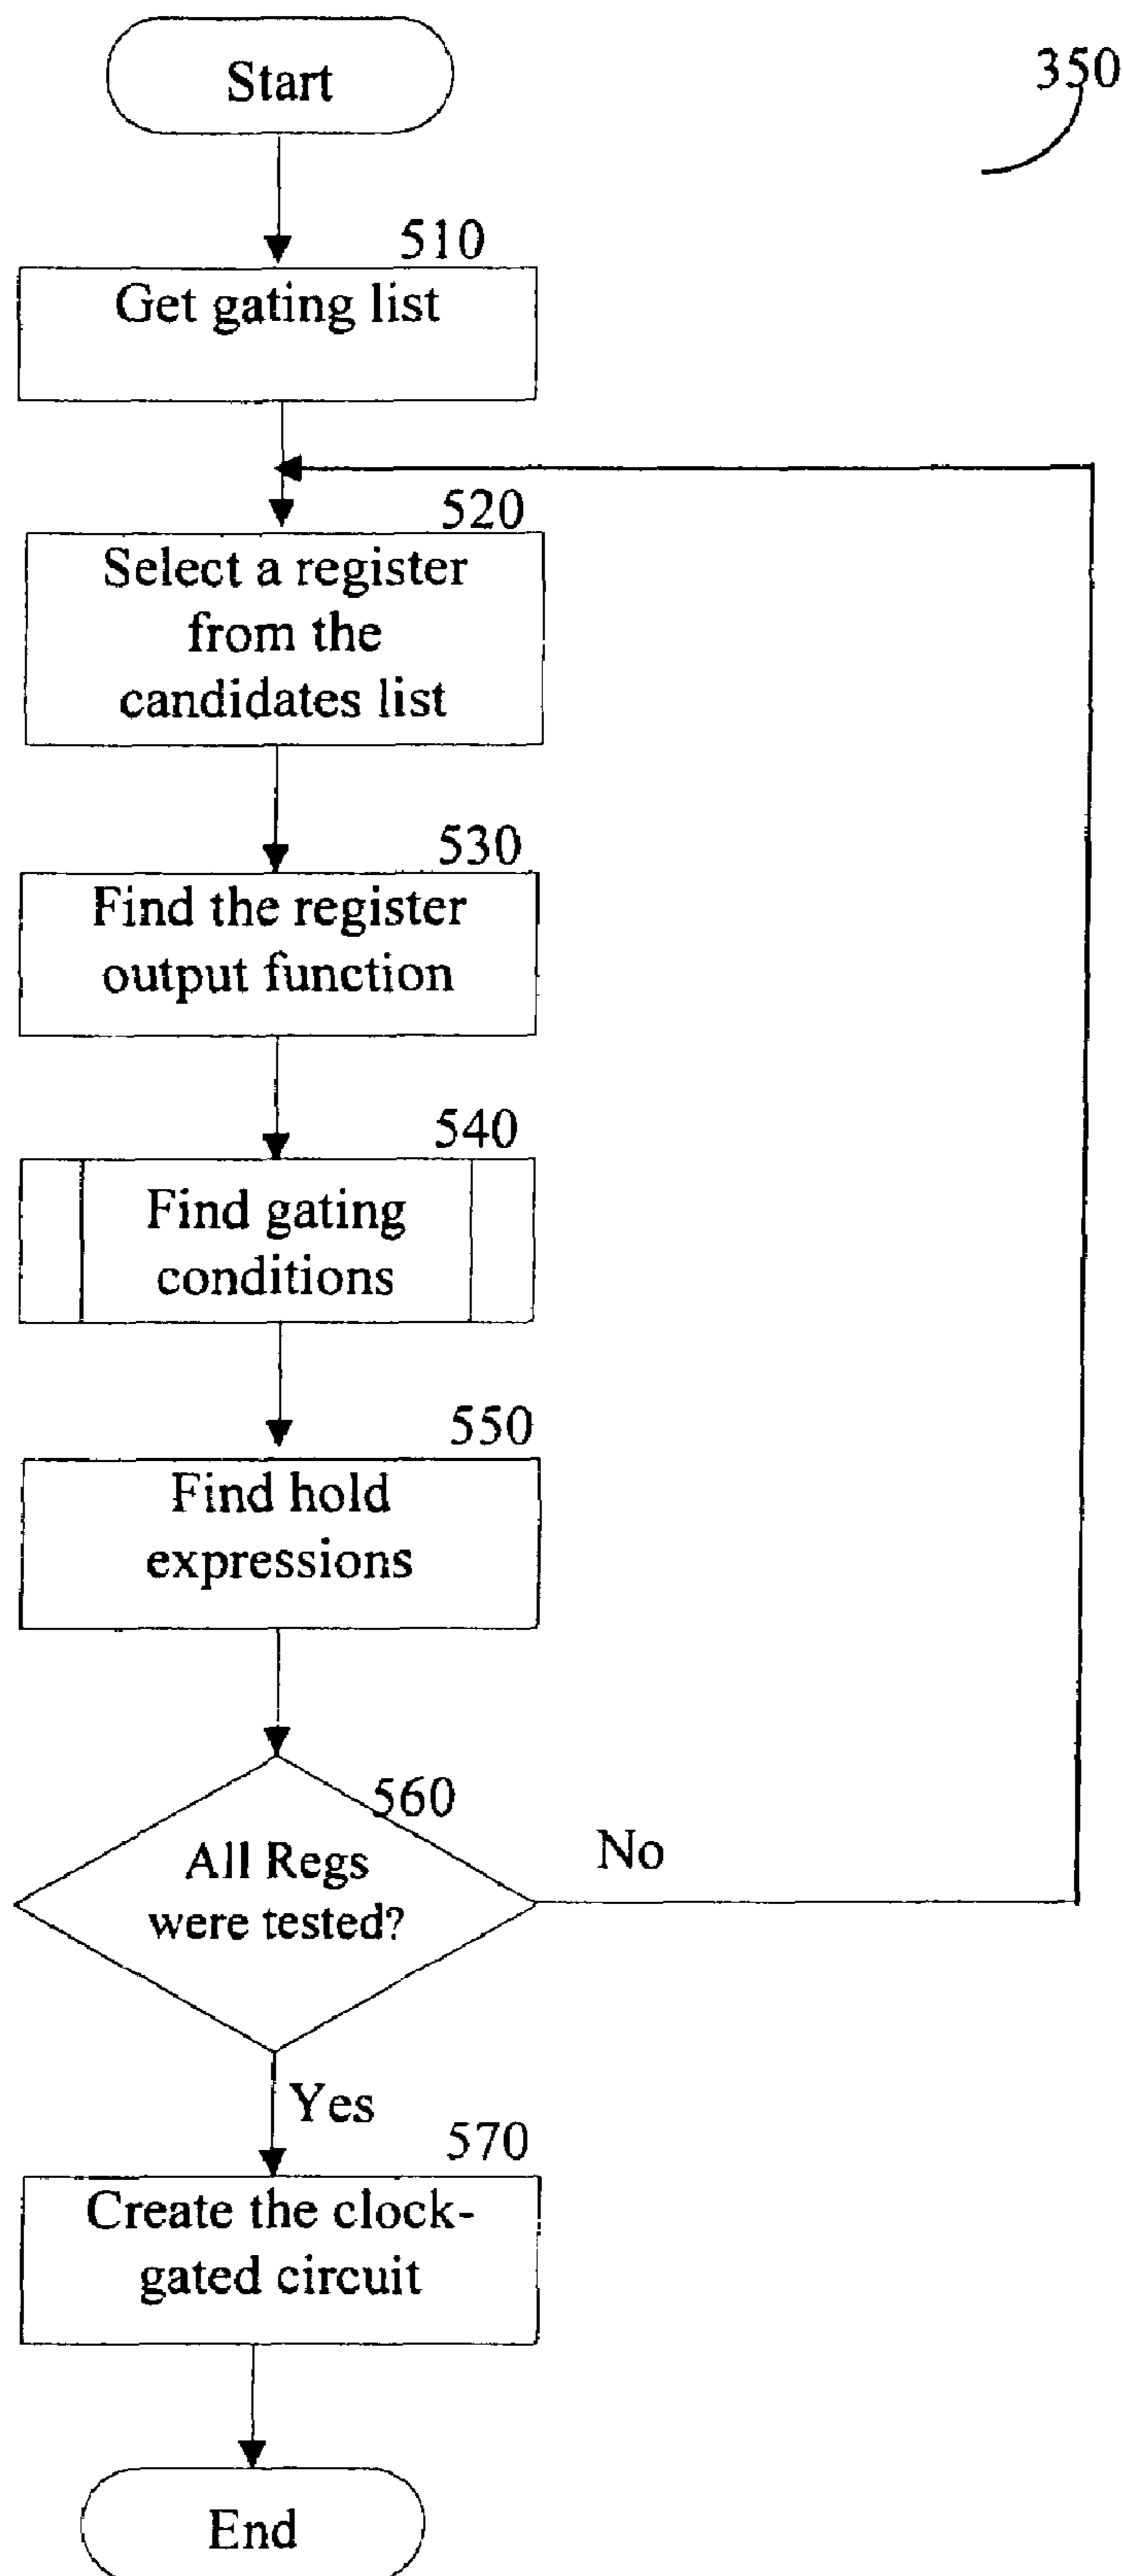 Start
350
510
Get gating list
520
Select a register
from the
candidates list
530
Find the register
output function
540
Find gating
conditions
550
Find hold
expressions
560
All Regs
were tested?
No
Yes
570
Create the clock-
gated circuit
End